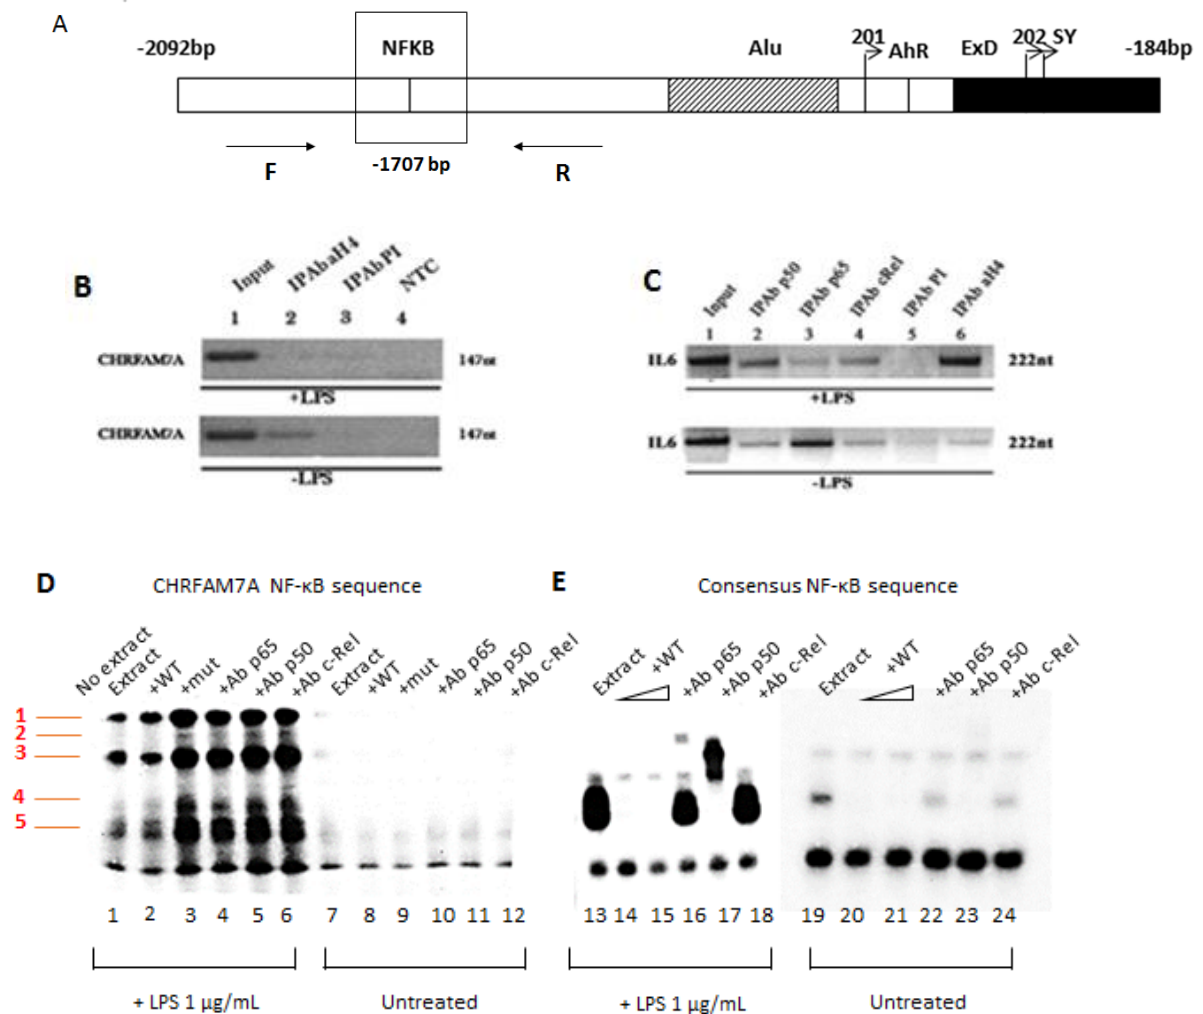 A
-2092bp
NFKB
Alu
201
AhR
ExD
202 SY
-184bp
F
-1707 bp
R
B
Input
IPAb aH4
IPAb PI
NTC
1 2 3 4
CHRFAM7A
147nt
+LPS
CHRFAM7A
147nt
-LPS
C
Input
IPAb p50
IPAb p65
IPAb cRel
IPAb PI
IPAb aH4
1 2 3 4 5 6
IL6
222nt
+LPS
IL6
222nt
-LPS
D
CHRFAM7A NF-κB sequence
No extract
Extract
+WT
+mut
+Ab p65
+Ab p50
+Ab c-Rel
Extract
+WT
+mut
+Ab p65
+Ab p50
+Ab c-Rel
1
2
3
4
5
1 2 3 4 5 6 7 8 9 10 11 12
+ LPS 1 µg/mL
Untreated
E
Consensus NF-κB sequence
Extract
+WT
+Ab p65
+Ab p50
+Ab c-Rel
Extract
+WT
+Ab p65
+Ab p50
+Ab c-Rel
13 14 15 16 17 18 19 20 21 22 23 24
+ LPS 1 µg/mL
Untreated